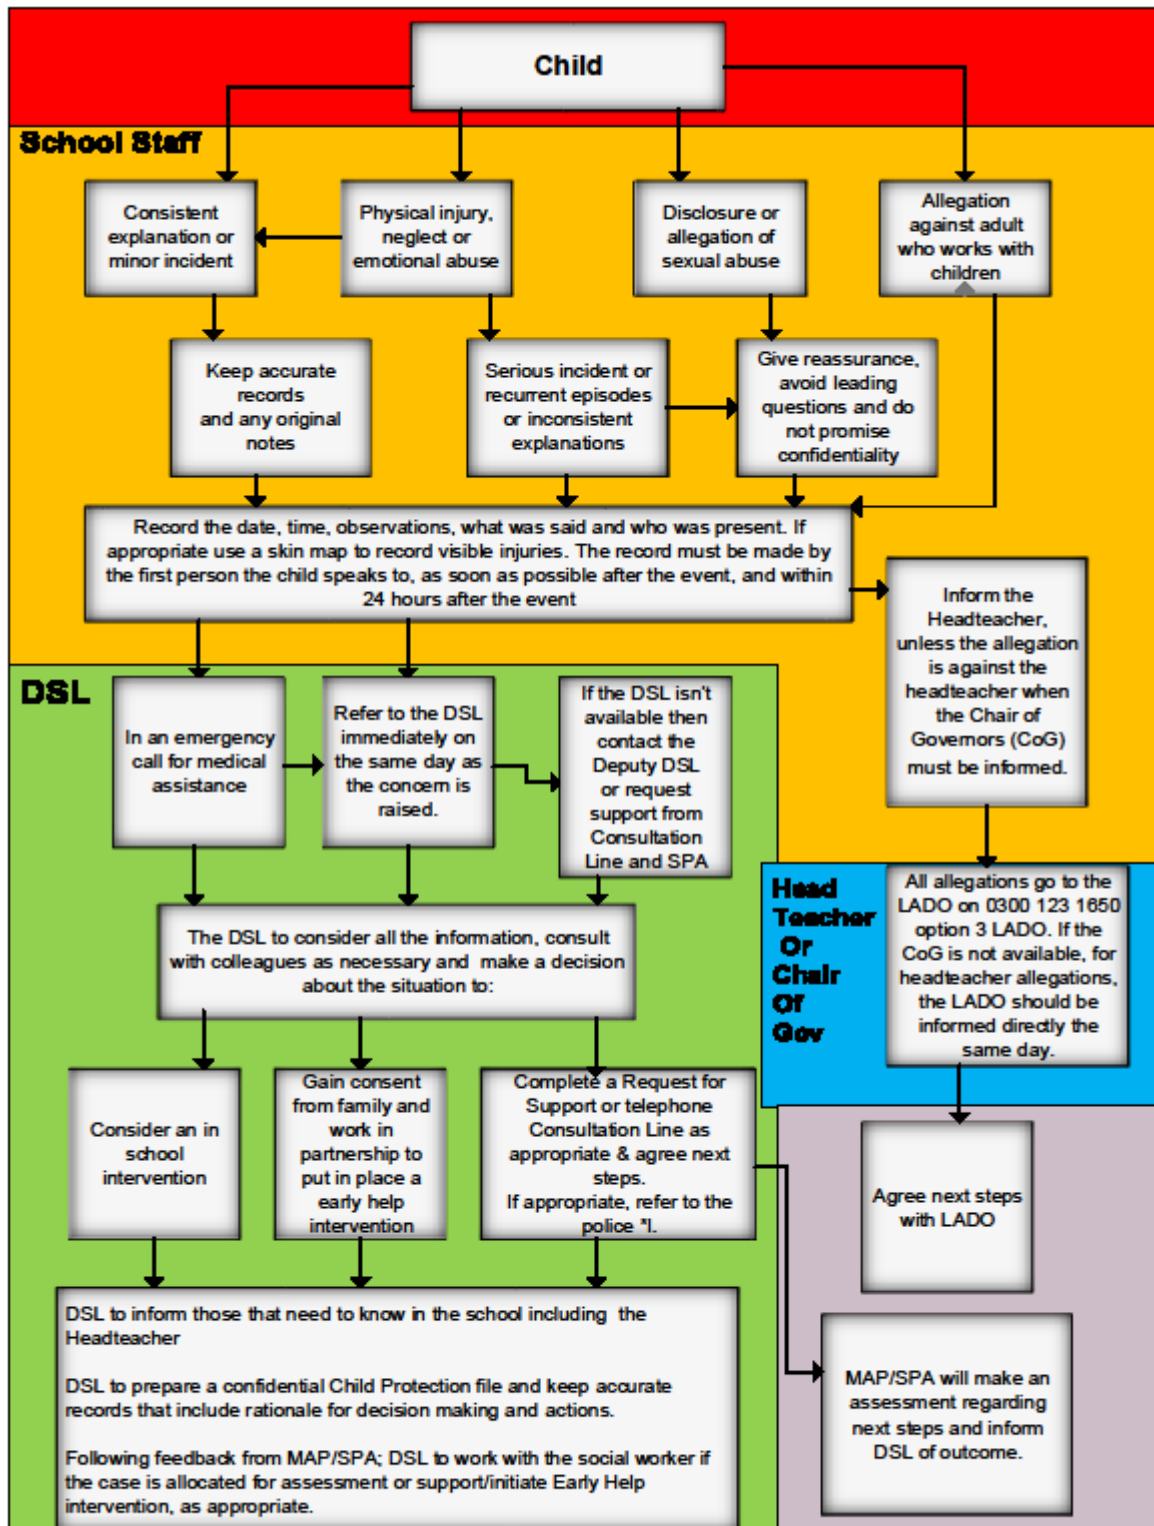 Child
School Staff
Consistent
explanation or
minor incident
Physical injury,
neglect or
emotional abuse
Disclosure or
allegation of
sexual abuse
Allegation
against adult
who works with
children
Keep accurate
records
and any original
notes
Serious incident or
recurrent episodes
or inconsistent
explanations
Give reassurance,
avoid leading
questions and do
not promise
confidentiality
Record the date, time, observations, what was said and who was present. If
appropriate use a skin map to record visible injuries. The record must be made by
the first person the child speaks to, as soon as possible after the event, and within
24 hours after the event
Inform the
Headteacher,
unless the allegation
is against the
headteacher when
the Chair of
Governors (CoG)
must be informed.
DSL
In an emergency
call for medical
assistance
Refer to the DSL
immediately on
the same day as
the concern is
raised.
If the DSL isn't
available then
contact the
Deputy DSL
or request
support from
Consultation
Line and SPA
Head
Teacher
Or
Chair
Of
Gov
All allegations go to the
LADO on 0300 123 1650
option 3 LADO. If the
CoG is not available, for
headteacher allegations,
the LADO should be
informed directly the
same day.
The DSL to consider all the information, consult
with colleagues as necessary and make a decision
about the situation to:
Consider an in
school
intervention
Gain consent
from family and
work in
partnership to
put in place a
early help
intervention
Complete a Request for
Support or telephone
Consultation Line as
appropriate & agree next
steps.
If appropriate, refer to the
police *I.
Agree next steps
with LADO
DSL to inform those that need to know in the school including the
Headteacher
DSL to prepare a confidential Child Protection file and keep accurate
records that include rationale for decision making and actions.
Following feedback from MAP/SPA; DSL to work with the social worker if
the case is allocated for assessment or support/initiate Early Help
intervention, as appropriate.
MAP/SPA will make an
assessment regarding
next steps and inform
DSL of outcome.